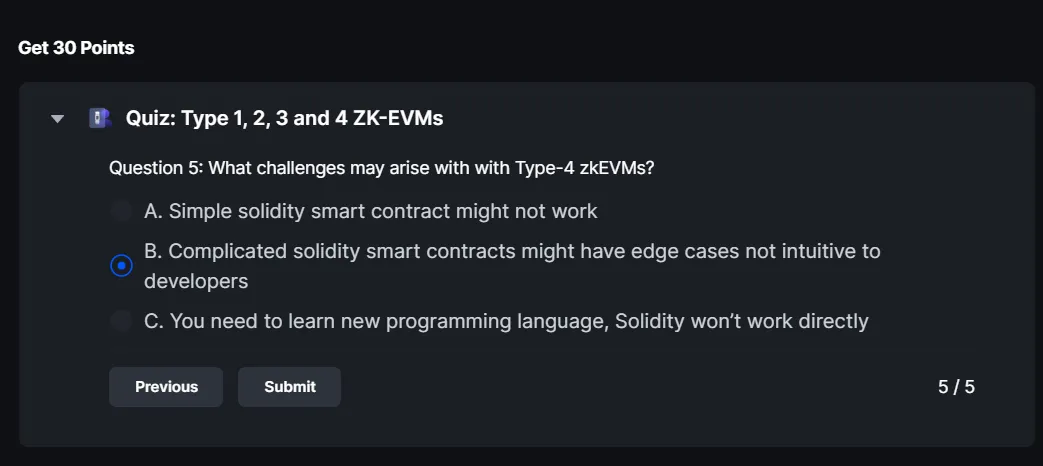 Get 30 Points
Quiz: Type 1, 2, 3 and 4 ZK-EVMs
Question 5: What challenges may arise with with Type-4 zkEVMs?
A. Simple solidity smart contract might not work
B. Complicated solidity smart contracts might have edge cases not intuitive to
developers
C. You need to learn new programming language, Solidity won’t work directly
Previous
Submit
5 / 5